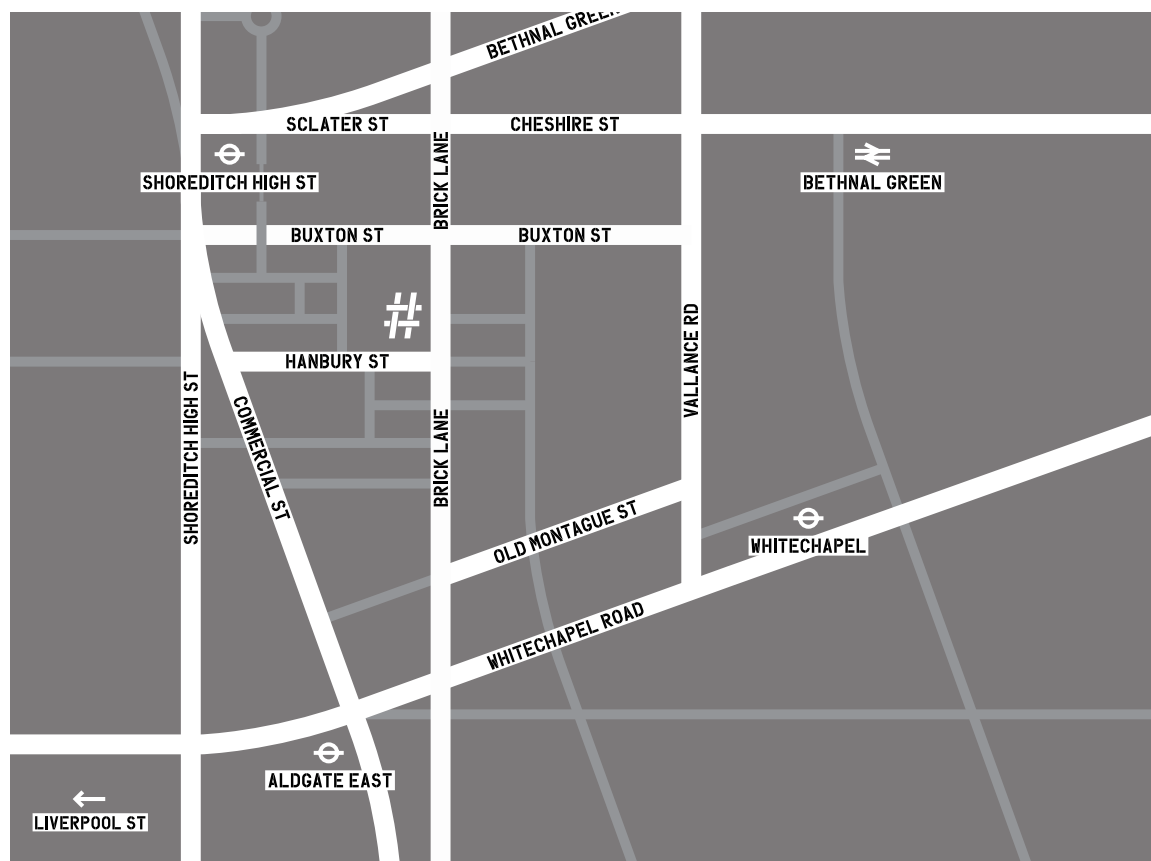 BETHNAL GREEN
SCLATER ST
CHESHIRE ST
SHOREDITCH HIGH ST
BRICK LANE
BETHNAL GREEN
BUXTON ST
BUXTON ST
#
VALLANCE RD
HANBURY ST
SHOREDITCH HIGH ST
COMMERCIAL ST
BRICK LANE
OLD MONTAGUE ST
WHITECHAPEL
WHITECHAPEL ROAD
ALDGATE EAST
LIVERPOOL ST